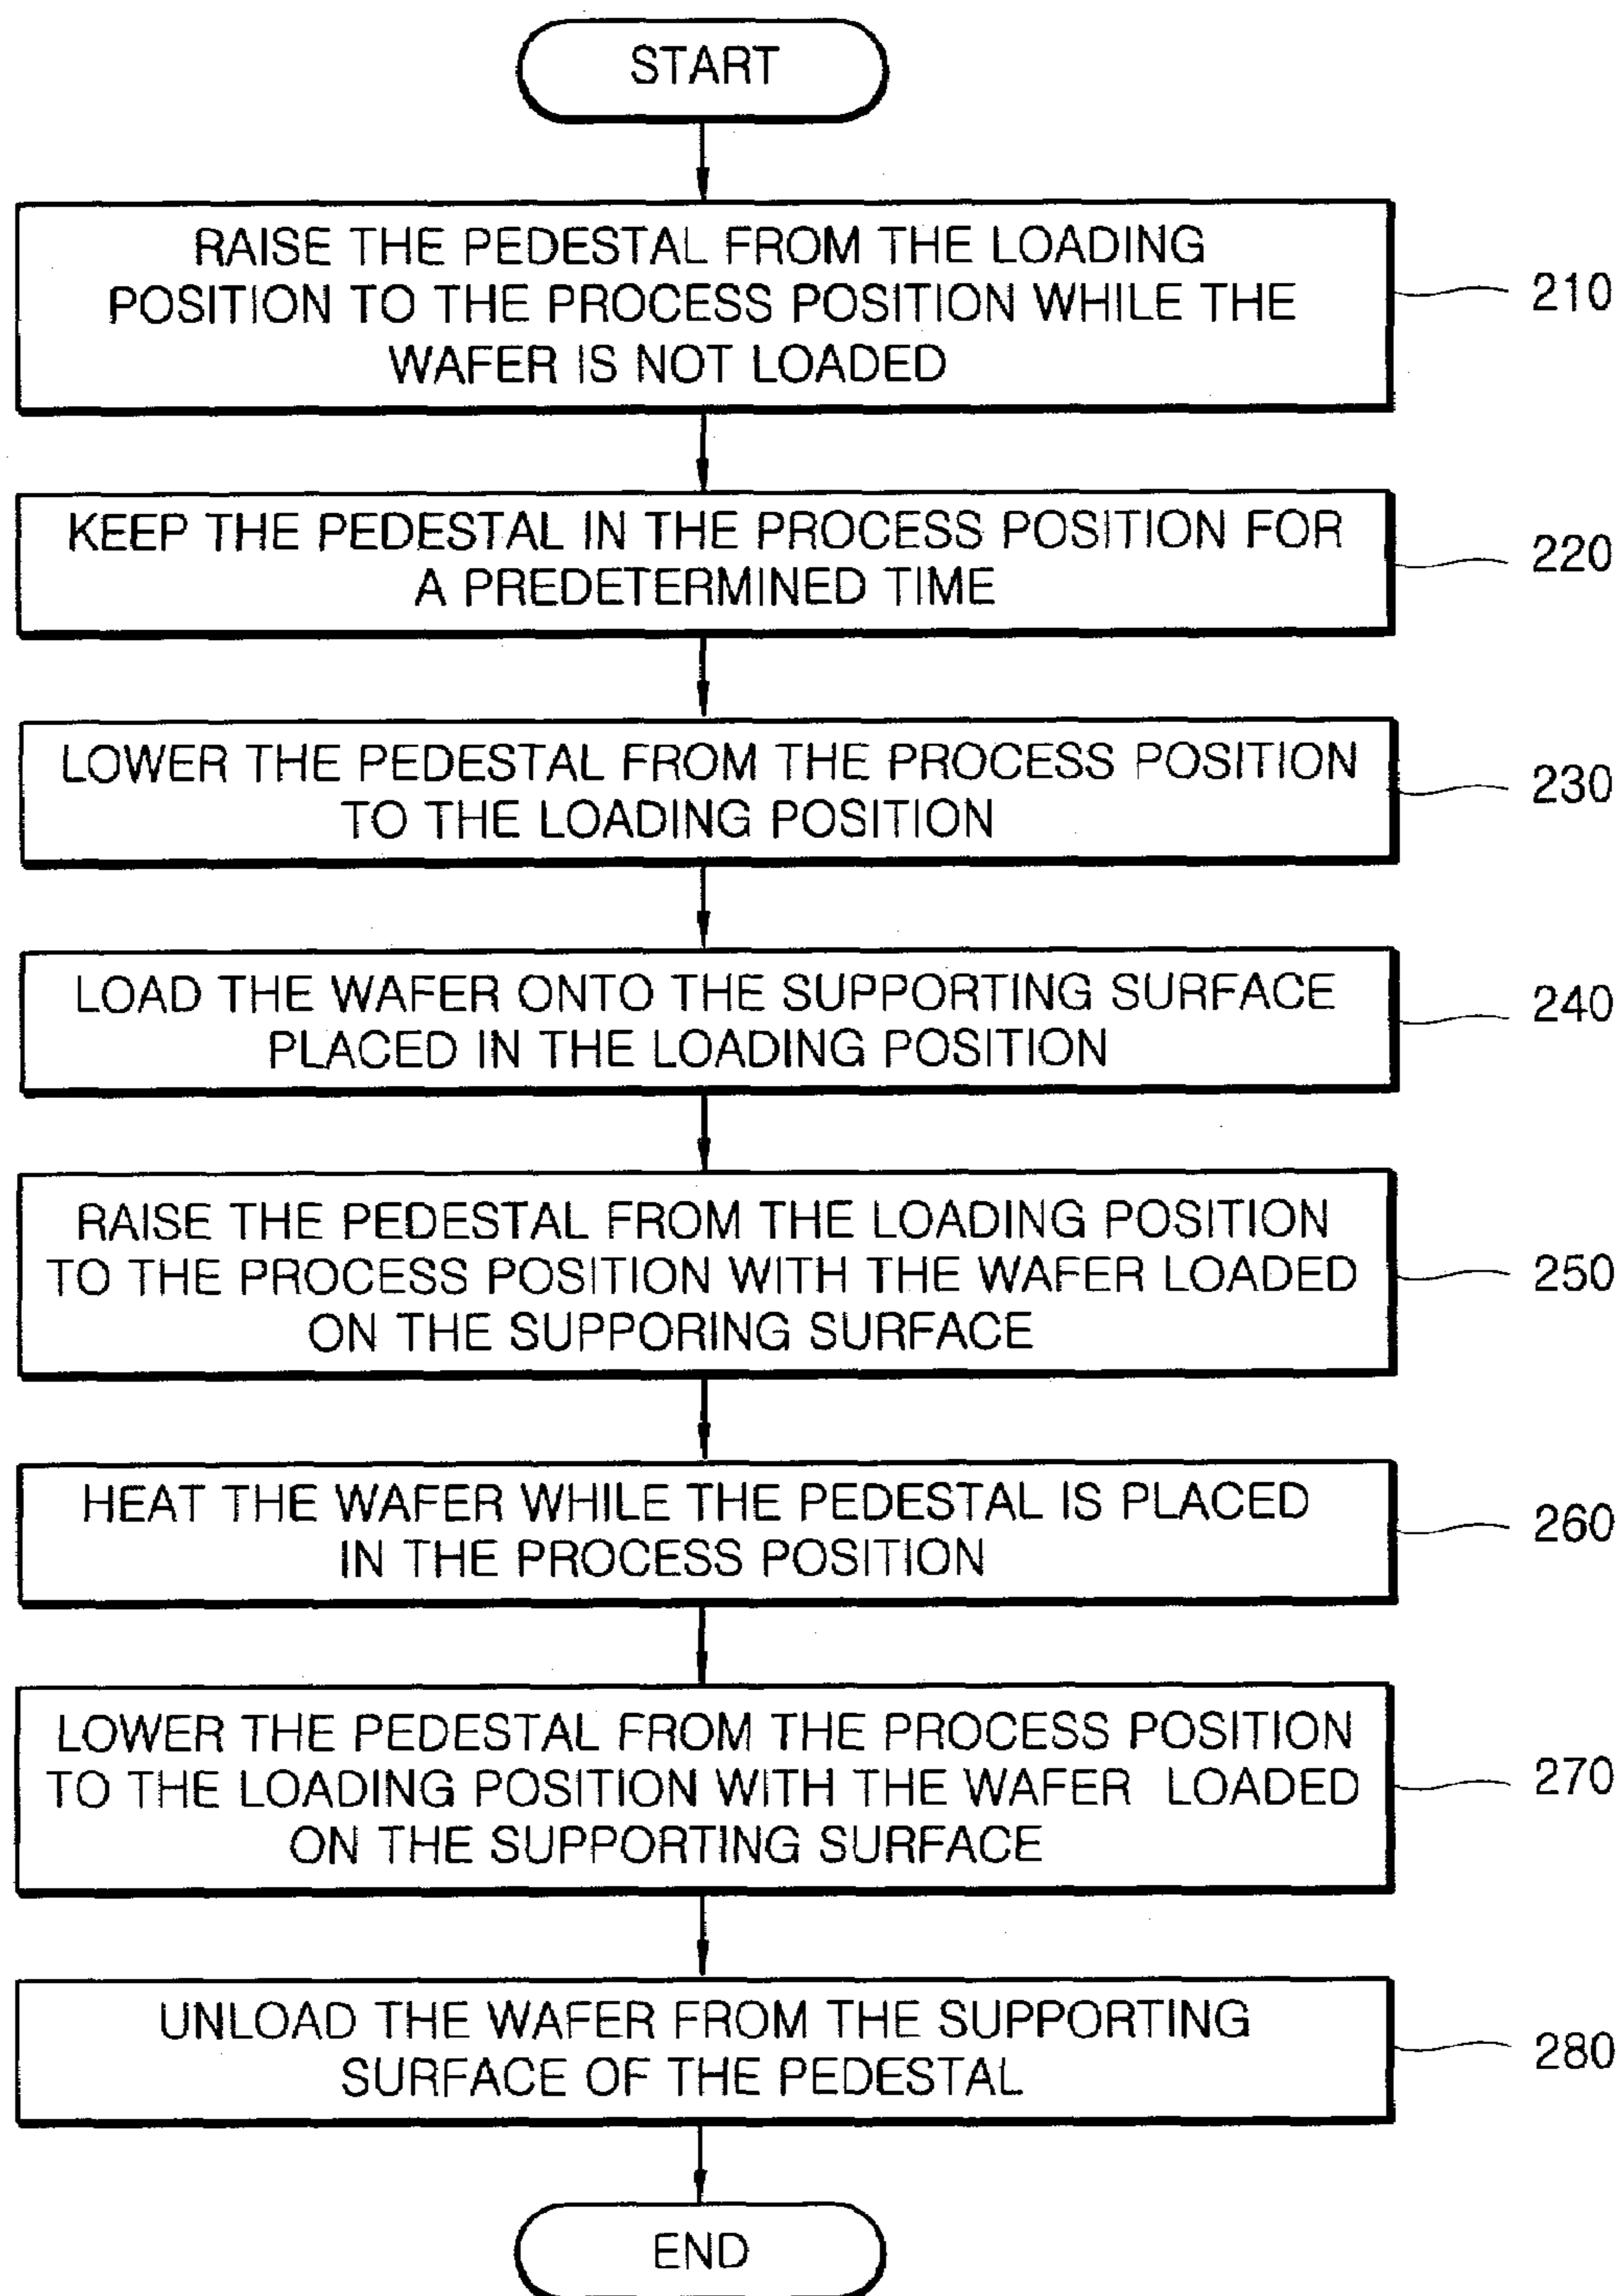 START
RAISE THE PEDESTAL FROM THE LOADING
POSITION TO THE PROCESS POSITION WHILE THE
WAFER IS NOT LOADED
210
KEEP THE PEDESTAL IN THE PROCESS POSITION FOR
A PREDETERMINED TIME
220
LOWER THE PEDESTAL FROM THE PROCESS POSITION
TO THE LOADING POSITION
230
LOAD THE WAFER ONTO THE SUPPORTING SURFACE
PLACED IN THE LOADING POSITION
240
RAISE THE PEDESTAL FROM THE LOADING POSITION
TO THE PROCESS POSITION WITH THE WAFER LOADED
ON THE SUPPORING SURFACE
250
HEAT THE WAFER WHILE THE PEDESTAL IS PLACED
IN THE PROCESS POSITION
260
LOWER THE PEDESTAL FROM THE PROCESS POSITION
TO THE LOADING POSITION WITH THE WAFER LOADED
ON THE SUPPORTING SURFACE
270
UNLOAD THE WAFER FROM THE SUPPORTING
SURFACE OF THE PEDESTAL
280
END